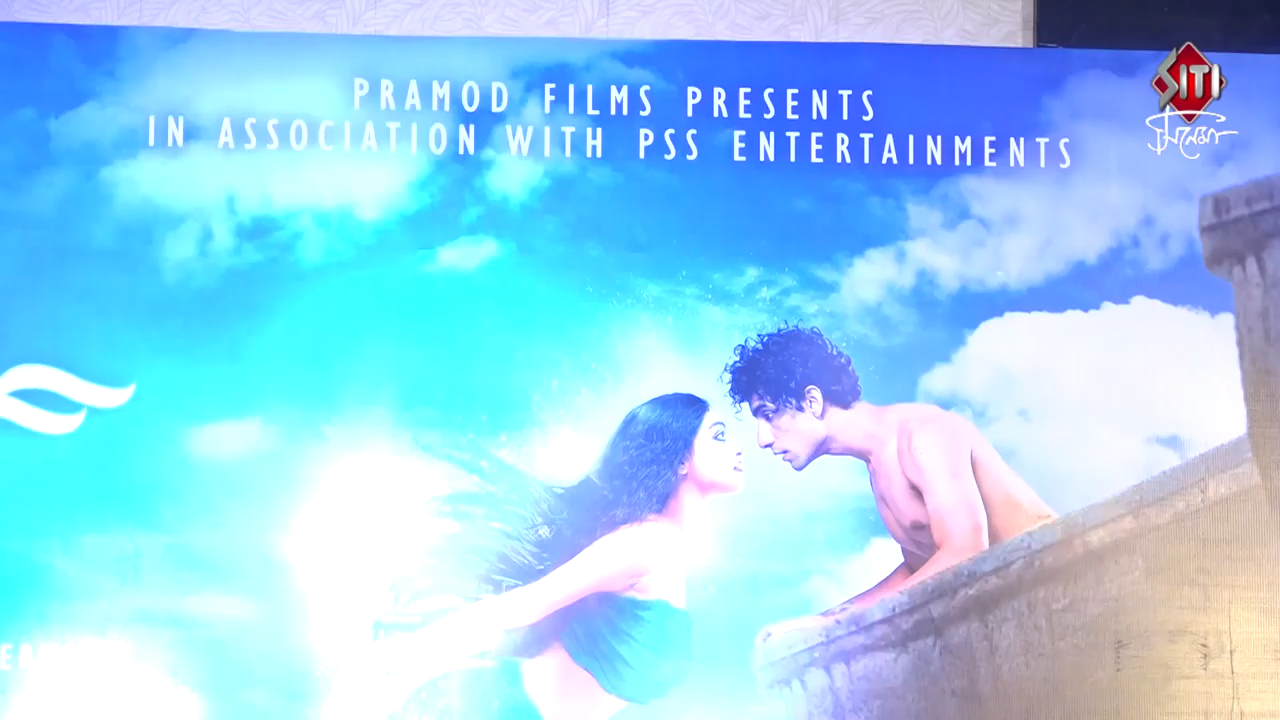 PRAMOD FILMS PRESENTS
IN ASSOCIATION WITH PSS ENTERTAINMENTS
SITI
সিনেমা